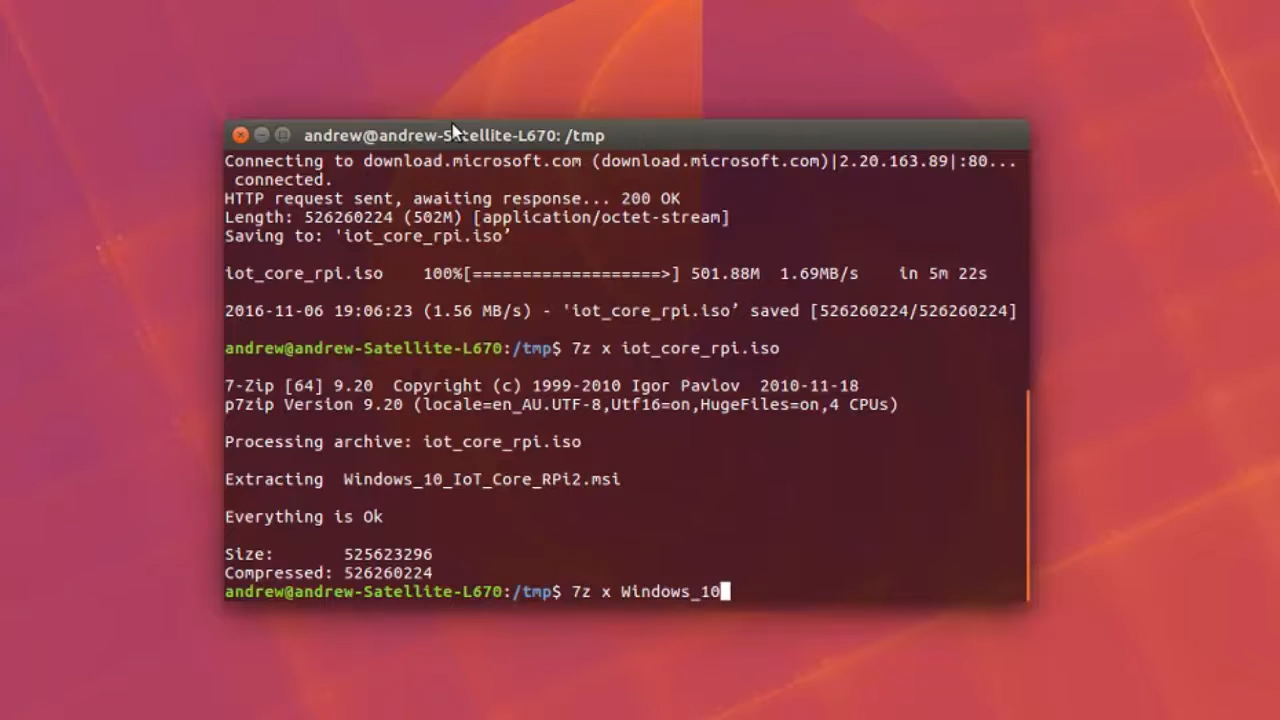 andrew@andrew-Satellite-L670: /tmp
Connecting to download.microsoft.com (download.microsoft.com)|2.20.163.89|:80...
connected.
HTTP request sent, awaiting response... 200 OK
Length: 526260224 (502M) [application/octet-stream]
Saving to: 'iot_core_rpi.iso’
iot_core_rpi.iso    100%[===================>] 501.88M  1.69MB/s    in 5m 22s
2016-11-06 19:06:23 (1.56 MB/s) - 'iot_core_rpi.iso’ saved [526260224/526260224]
andrew@andrew-Satellite-L670:/tmp$ 7z x iot_core_rpi.iso
7-Zip [64] 9.20  Copyright (c) 1999-2010 Igor Pavlov  2010-11-18
p7zip Version 9.20 (locale=en_AU.UTF-8,Utf16=on,HugeFiles=on,4 CPUs)
Processing archive: iot_core_rpi.iso
Extracting  Windows_10_IoT_Core_RPi2.msi
Everything is Ok
Size:       525623296
Compressed: 526260224
andrew@andrew-Satellite-L670:/tmp$ 7z x Windows_10